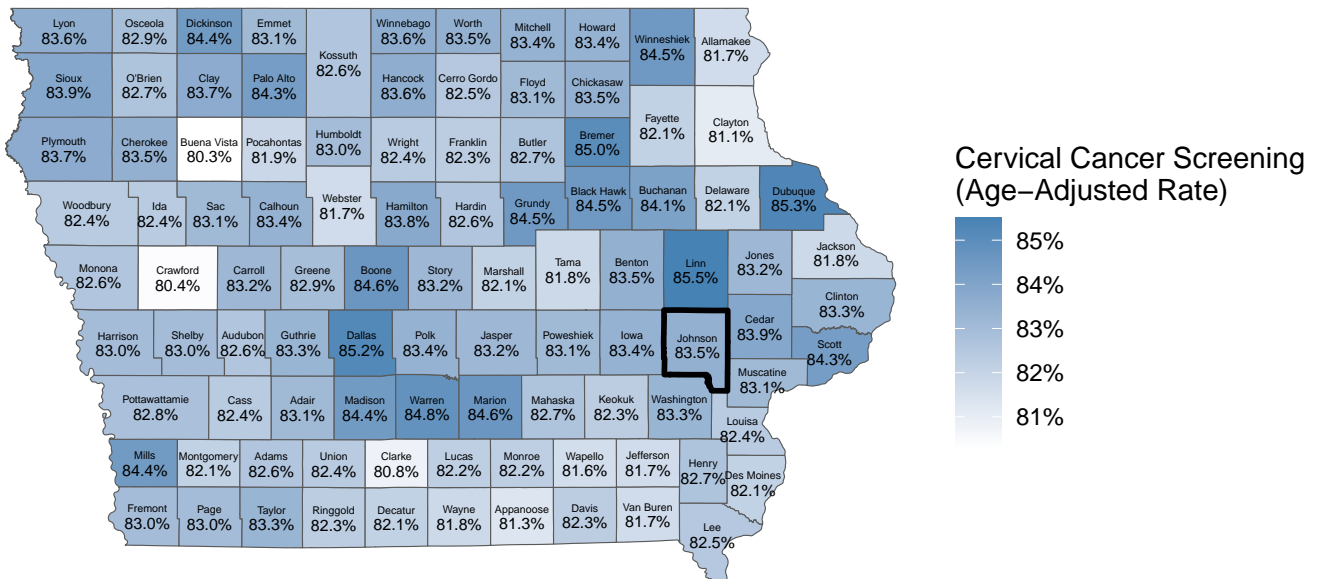 Lyon
83.6%
Osceola
82.9%
Dickinson
84.4%
Emmet
83.1%
Kossuth
82.6%
Winnebago
83.6%
Worth
83.5%
Mitchell
83.4%
Howard
83.4%
Winneshiek
84.5%
Allamakee
81.7%
Sioux
83.9%
O'Brien
82.7%
Clay
83.7%
Palo Alto
84.3%
Hancock
83.6%
Cerro Gordo
82.5%
Floyd
83.1%
Chickasaw
83.5%
Fayette
82.1%
Clayton
81.1%
Plymouth
83.7%
Cherokee
83.5%
Buena Vista
80.3%
Pocahontas
81.9%
Humboldt
83.0%
Wright
82.4%
Franklin
82.3%
Butler
82.7%
Bremer
85.0%
Woodbury
82.4%
Ida
82.4%
Sac
83.1%
Calhoun
83.4%
Webster
81.7%
Hamilton
83.8%
Hardin
82.6%
Grundy
84.5%
Black Hawk
84.5%
Buchanan
84.1%
Delaware
82.1%
Dubuque
85.3%
Monona
82.6%
Crawford
80.4%
Carroll
83.2%
Greene
82.9%
Boone
84.6%
Story
83.2%
Marshall
82.1%
Tama
81.8%
Benton
83.5%
Linn
85.5%
Jones
83.2%
Jackson
81.8%
Clinton
83.3%
Harrison
83.0%
Shelby
83.0%
Audubon
82.6%
Guthrie
83.3%
Dallas
85.2%
Polk
83.4%
Jasper
83.2%
Poweshiek
83.1%
Iowa
83.4%
Johnson
83.5%
Cedar
83.9%
Scott
84.3%
Muscatine
83.1%
Pottawattamie
82.8%
Cass
82.4%
Adair
83.1%
Madison
84.4%
Warren
84.8%
Marion
84.6%
Mahaska
82.7%
Keokuk
82.3%
Washington
83.3%
Louisa
82.4%
Mills
84.4%
Montgomery
82.1%
Adams
82.6%
Union
82.4%
Clarke
80.8%
Lucas
82.2%
Monroe
82.2%
Wapello
81.6%
Jefferson
81.7%
Henry
82.7%
Des Moines
82.1%
Fremont
83.0%
Page
83.0%
Taylor
83.3%
Ringgold
82.3%
Decatur
82.1%
Wayne
81.8%
Appanoose
81.3%
Davis
82.3%
Van Buren
81.7%
Lee
82.5%
Cervical Cancer Screening
(Age−Adjusted Rate)
85%
84%
83%
82%
81%